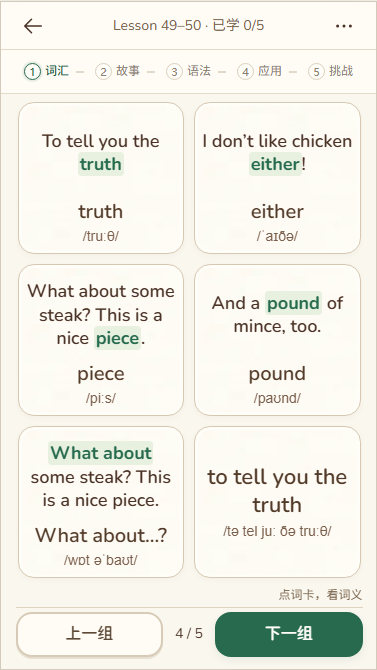 Lesson 49–50 · 已学 0/5
1 词汇 – 2 故事 – 3 语法 – 4 应用 – 5 挑战
To tell you the
truth
truth
/truːθ/
I don’t like chicken
either!
either
/ˈaɪðə/
What about some
steak? This is a
nice piece.
piece
/piːs/
And a pound of
mince, too.
pound
/paʊnd/
What about
some steak? This
is a nice piece.
What about...?
/wɒt əˈbaʊt/
to tell you the
truth
/tə tel juː ðə truːθ/
点词卡，看词义
上一组
4 / 5
下一组